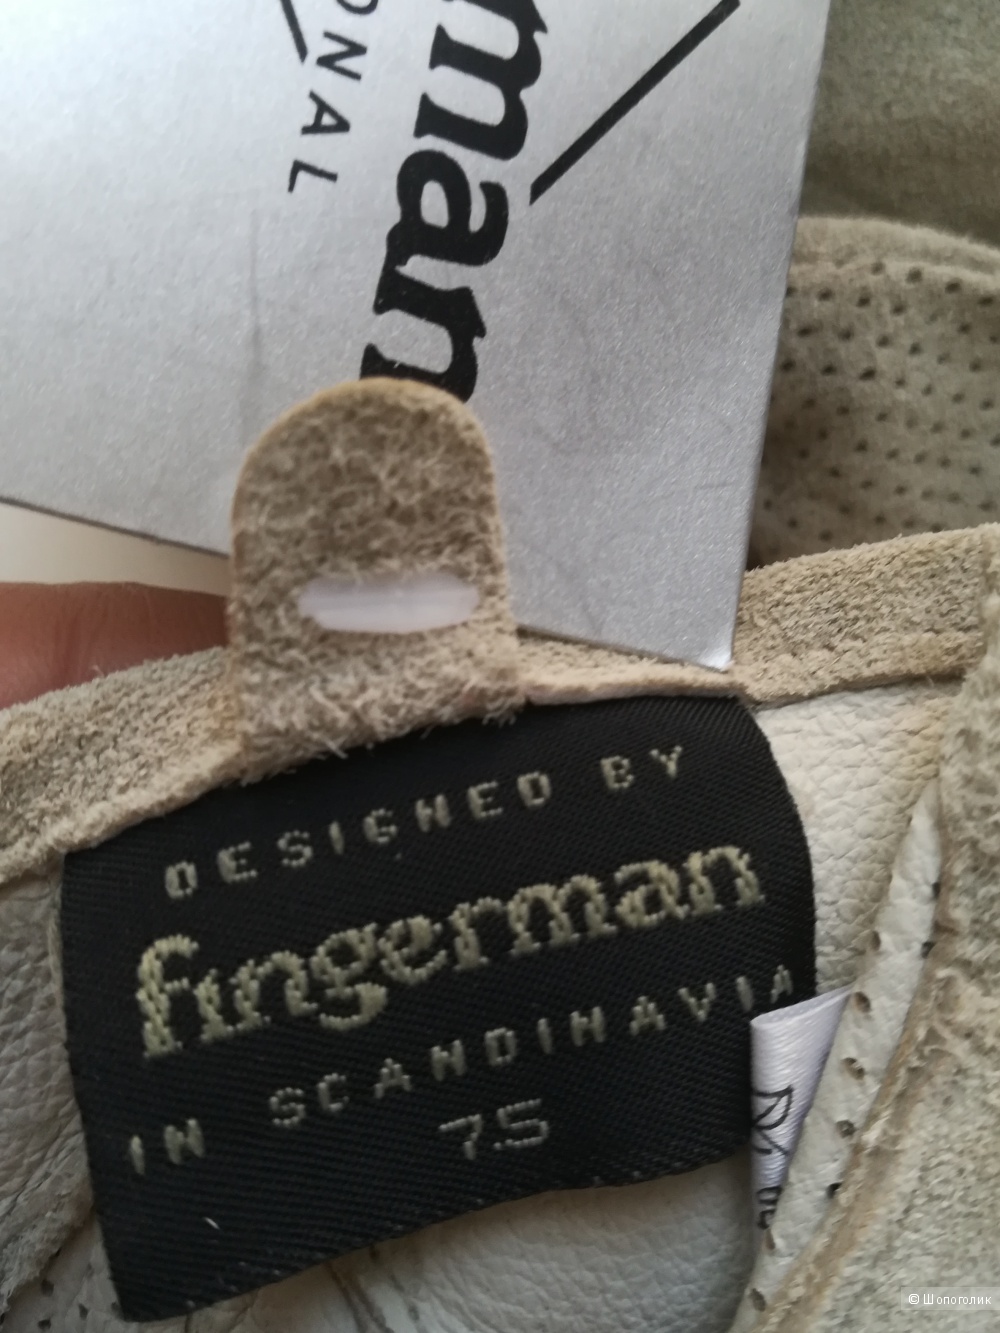 man
ONAL
DESIGNED BY
fingerman
IN SCANDINAVIA
7.5
© Шопоголик